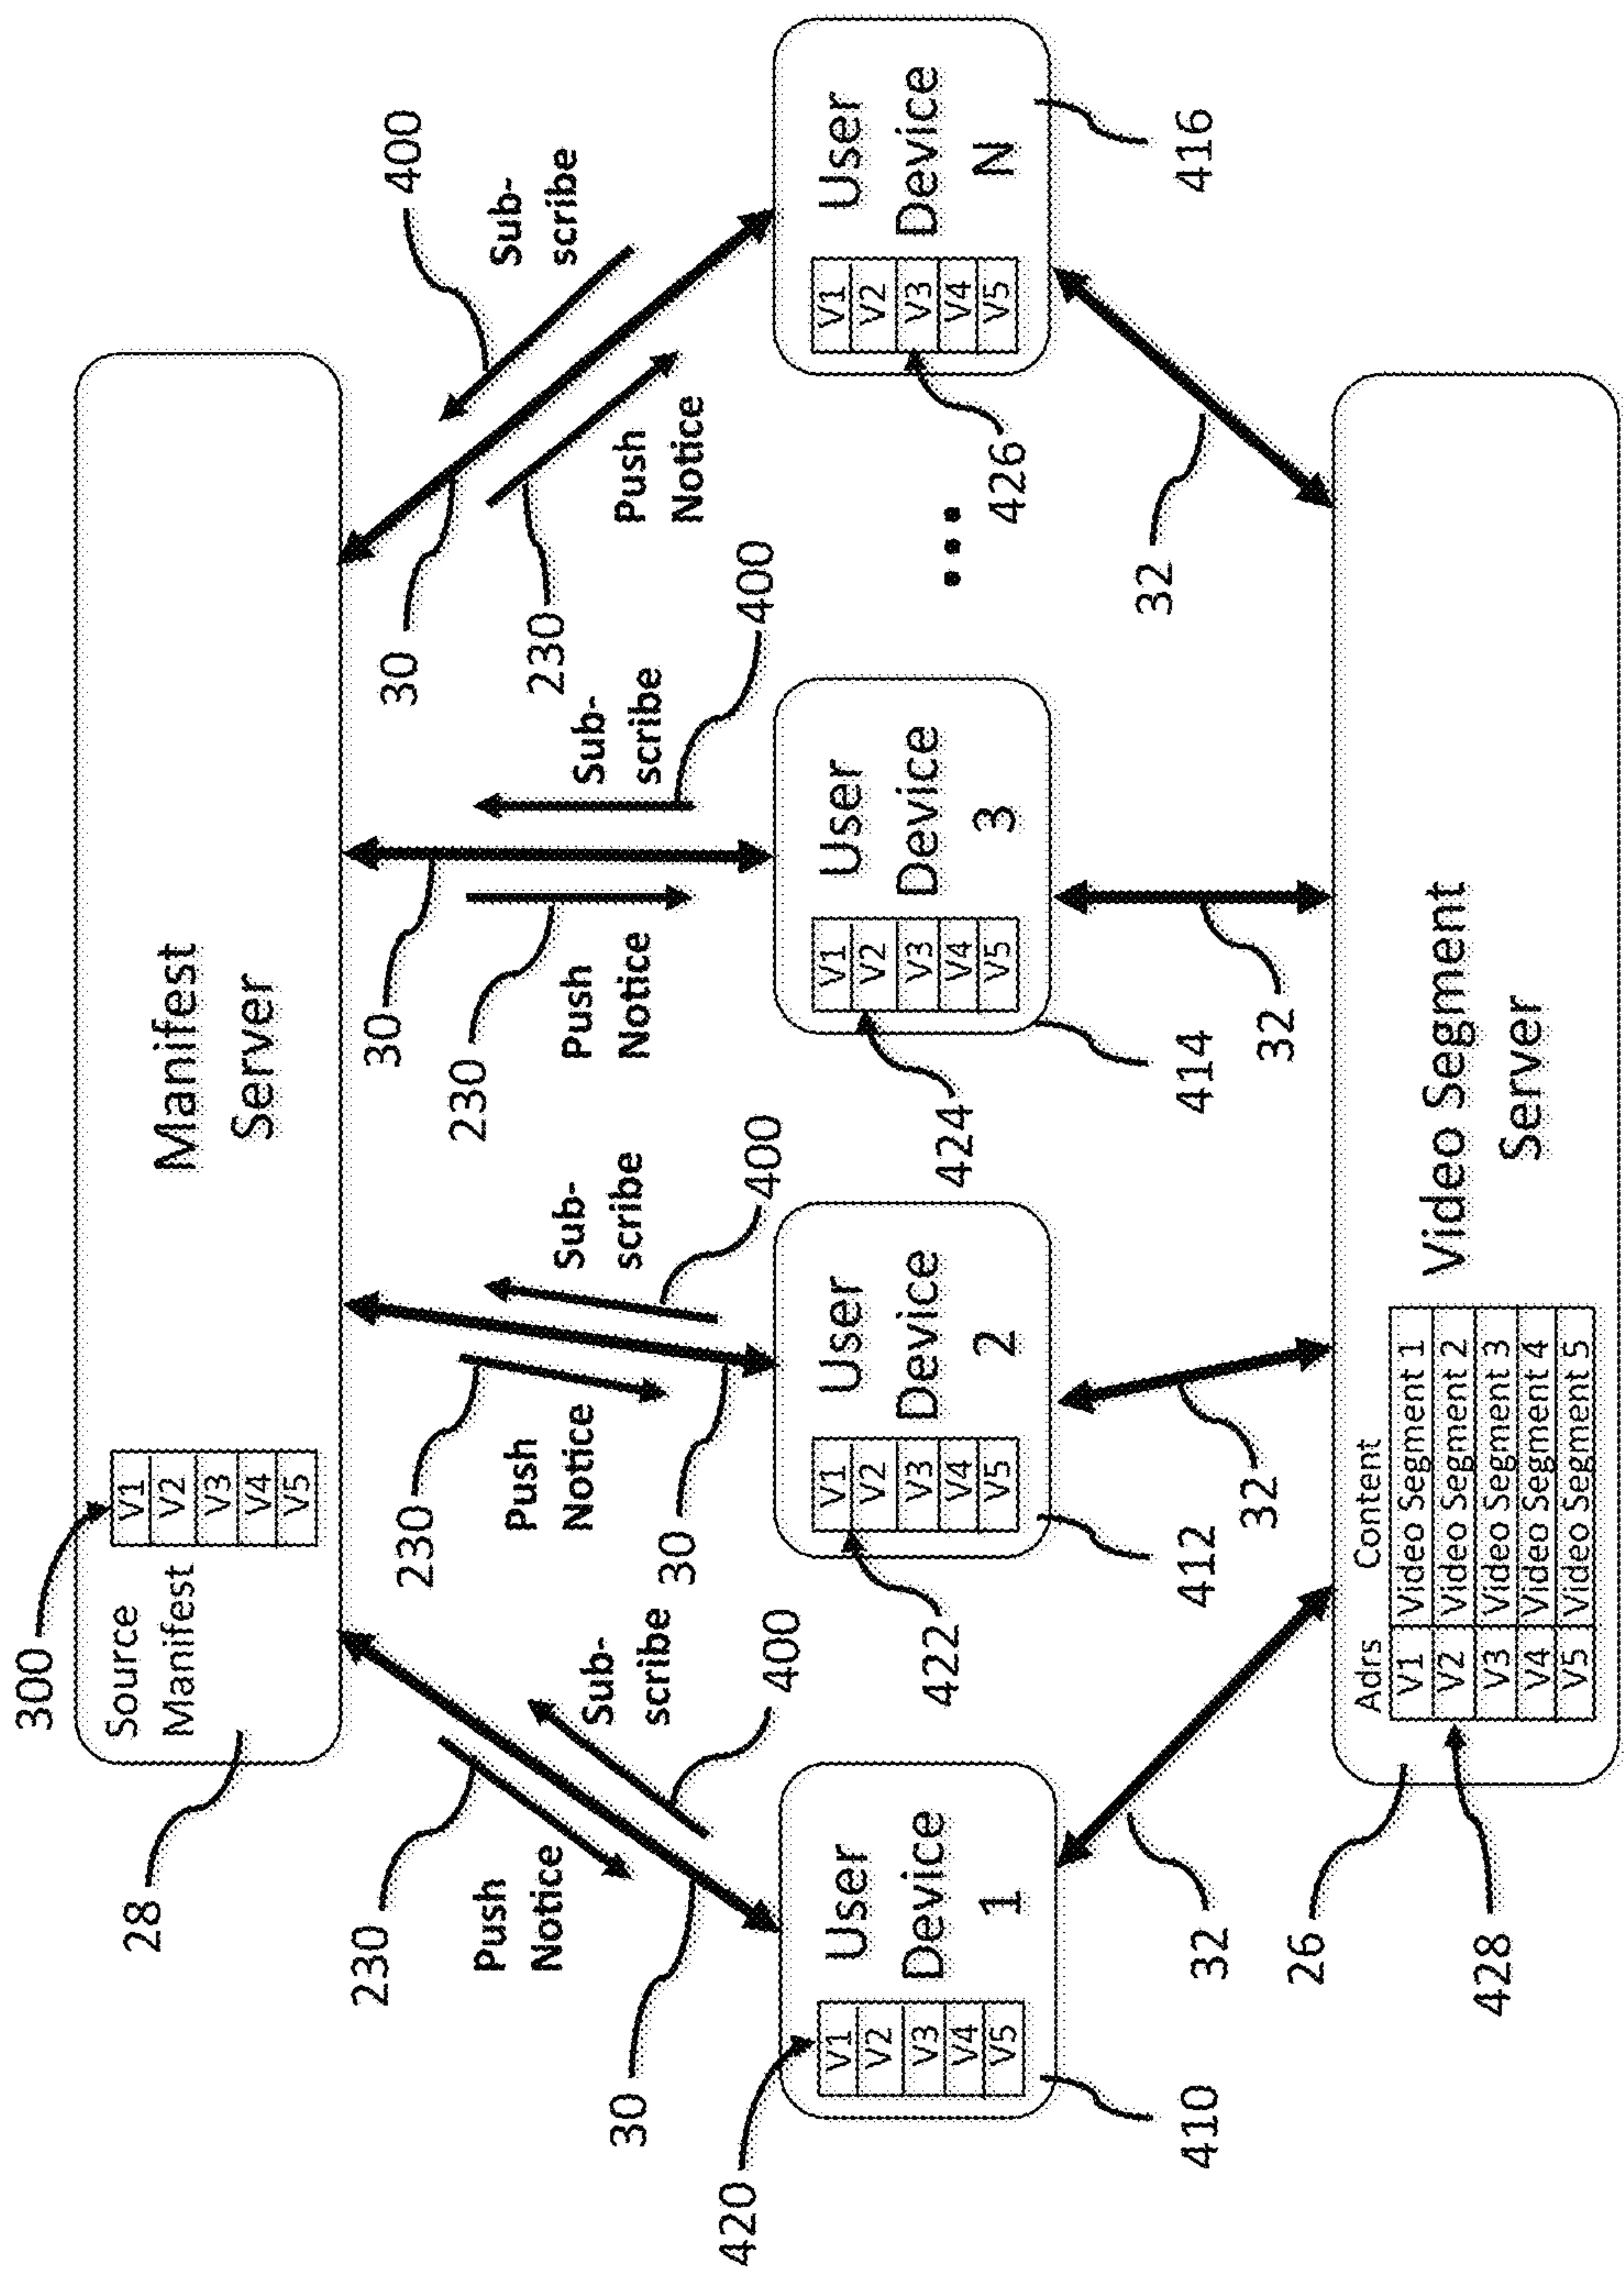 300
28
Source
Manifest
V1
V2
V3
V4
V5
Manifest
Server
230
Push
Notice
30
Sub-
scribe
400
230
Push
Notice
30
Sub-
scribe
400
30
230
Push
Notice
Sub-
scribe
400
30
230
Push
Notice
Sub-
scribe
400
420
V1
V2
V3
V4
V5
User
Device
1
410
422
V1
V2
V3
V4
V5
User
Device
2
412
424
V1
V2
V3
V4
V5
User
Device
3
414
...
426
V1
V2
V3
V4
V5
User
Device
N
416
32
32
32
32
26
428
Adrs Content
V1 Video Segment 1
V2 Video Segment 2
V3 Video Segment 3
V4 Video Segment 4
V5 Video Segment 5
Video Segment
Server